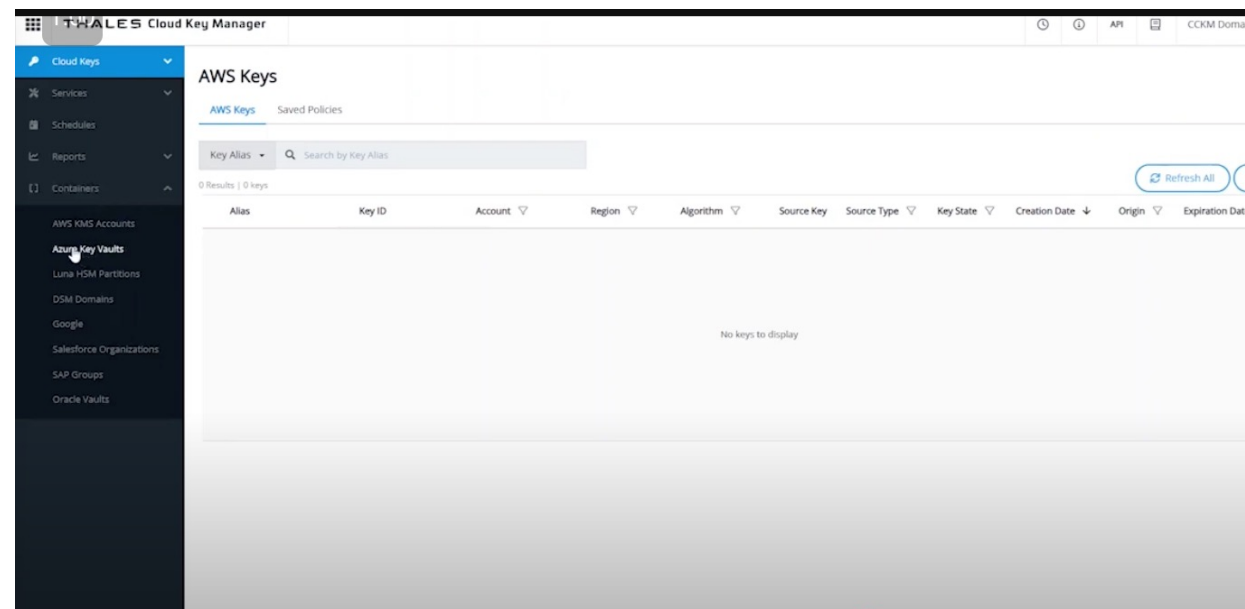 THALES Cloud Key Manager
API
CCKM Doma
Cloud Keys
Services
Schedules
Reports
Containers
AWS KMS Accounts
Azure Key Vaults
Luna HSM Partitions
DSM Domains
Google
Salesforce Organizations
SAP Groups
Oracle Vaults
AWS Keys
AWS Keys Saved Policies
Key Alias Search by Key Alias
0 Results | 0 keys
Refresh All
Alias Key ID Account Region Algorithm Source Key Source Type Key State Creation Date Origin Expiration Dat
No keys to display